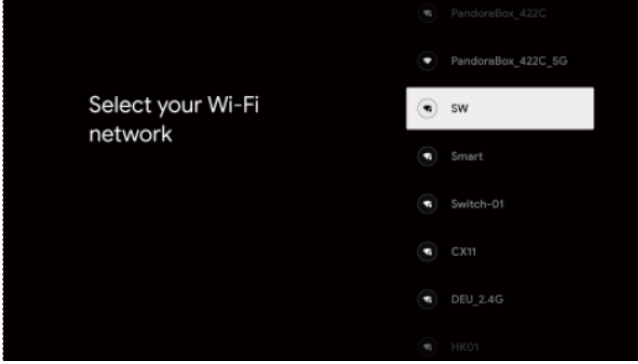 Select your Wi-Fi
network
PandoraBox_422C
PandoraBox_422C_5G
SW
Smart
Switch-01
CX11
DEU_2.4G
HK01